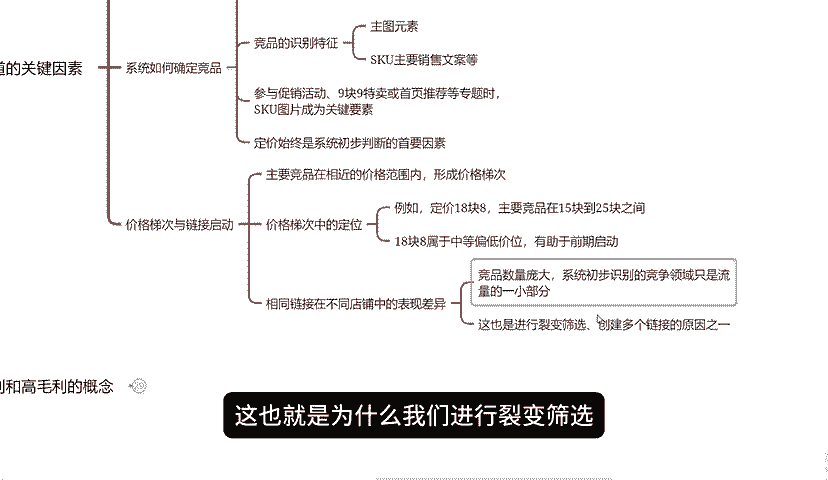 道的关键因素
系统如何确定竞品
竞品的识别特征
主图元素
SKU主要销售文案等
参与促销活动、9块9特卖或首页推荐等专题时,
SKU图片成为关键要素
定价始终是系统初步判断的首要因素
价格梯次与链接启动
主要竞品在相近的价格范围内，形成价格梯次
价格梯次中的定位
例如，定价18块8，主要竞品在15块到25块之间
18块8属于中等偏低价位，有助于前期启动
相同链接在不同店铺中的表现差异
竞品数量庞大，系统初步识别的竞争领域只是流
量的一小部分
这也是进行裂变筛选、创建多个链接的原因之一
和高毛利的概念
这也就是为什么我们进行裂变筛选